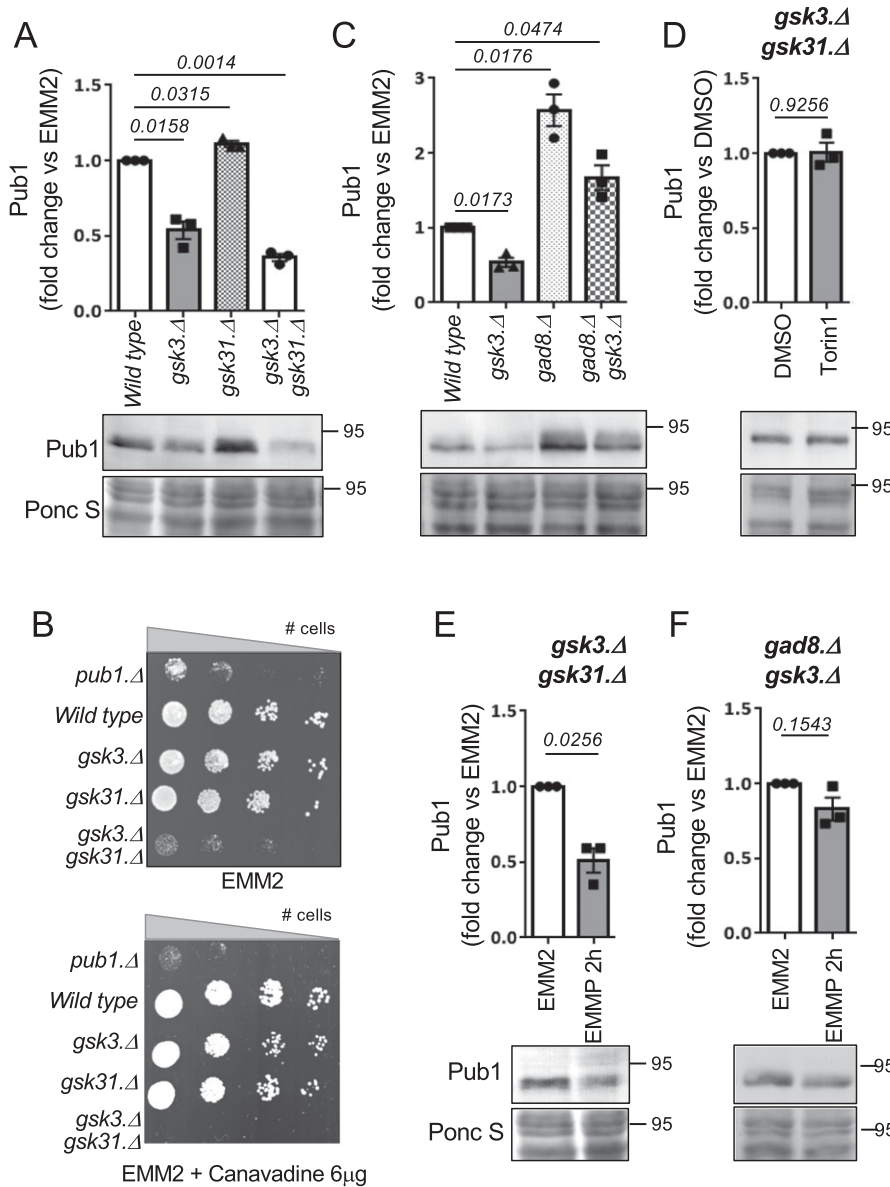 A
Pub1
(fold change vs EMM2)
1.5
1.0
0.5
0.0
0.0014
0.0315
0.0158
Wild type
gsk3.Δ
gsk31.Δ
gsk3.Δ
gsk31.Δ
Pub1
95
Ponc S
95
C
Pub1
(fold change vs EMM2)
3
2
1
0
0.0474
0.0176
0.0173
Wild type
gsk3.Δ
gad8.Δ
gad8.Δ
gsk3.Δ
95
95
D
gsk3.Δ
gsk31.Δ
Pub1
(fold change vs DMSO)
1.5
1.0
0.5
0.0
0.9256
DMSO
Torin1
95
95
B
# cells
pub1.Δ
Wild type
gsk3.Δ
gsk31.Δ
gsk3.Δ
gsk31.Δ
EMM2
# cells
pub1.Δ
Wild type
gsk3.Δ
gsk31.Δ
gsk3.Δ
gsk31.Δ
EMM2 + Canavadine 6µg
E
gsk3.Δ
gsk31.Δ
Pub1
(fold change vs EMM2)
1.5
1.0
0.5
0.0
0.0256
EMM2
EMMP 2h
Pub1
95
Ponc S
95
F
gad8.Δ
gsk3.Δ
Pub1
(fold change vs EMM2)
1.5
1.0
0.5
0.0
0.1543
EMM2
EMMP 2h
95
95